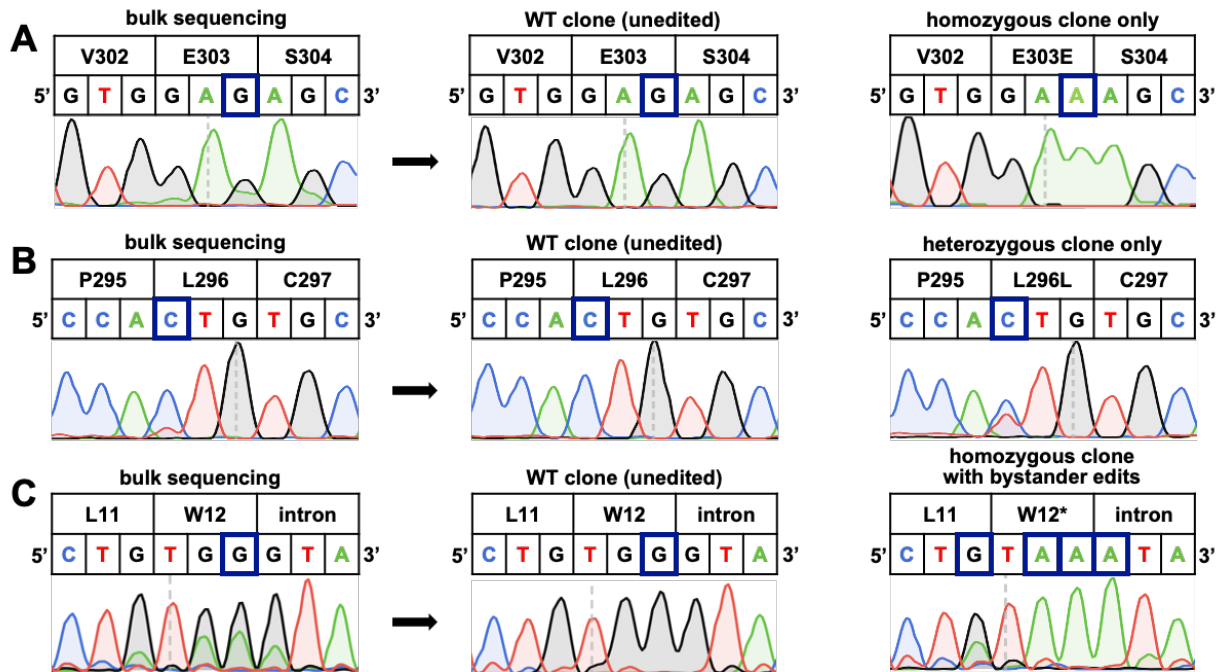 A
bulk sequencing
V302 E303 S304
5’ G T G G A G A G C 3’
WT clone (unedited)
V302 E303 S304
5’ G T G G A G A G C 3’
homozygous clone only
V302 E303E S304
5’ G T G G A A A G C 3’
B
bulk sequencing
P295 L296 C297
5’ C C A C T G T G C 3’
WT clone (unedited)
P295 L296 C297
5’ C C A C T G T G C 3’
heterozygous clone only
P295 L296L C297
5’ C C A C T G T G C 3’
C
bulk sequencing
L11 W12 intron
5’ C T G T G G G T A 3’
WT clone (unedited)
L11 W12 intron
5’ C T G T G G G T A 3’
homozygous clone
with bystander edits
L11 W12* intron
5’ C T G T A A A T A 3’